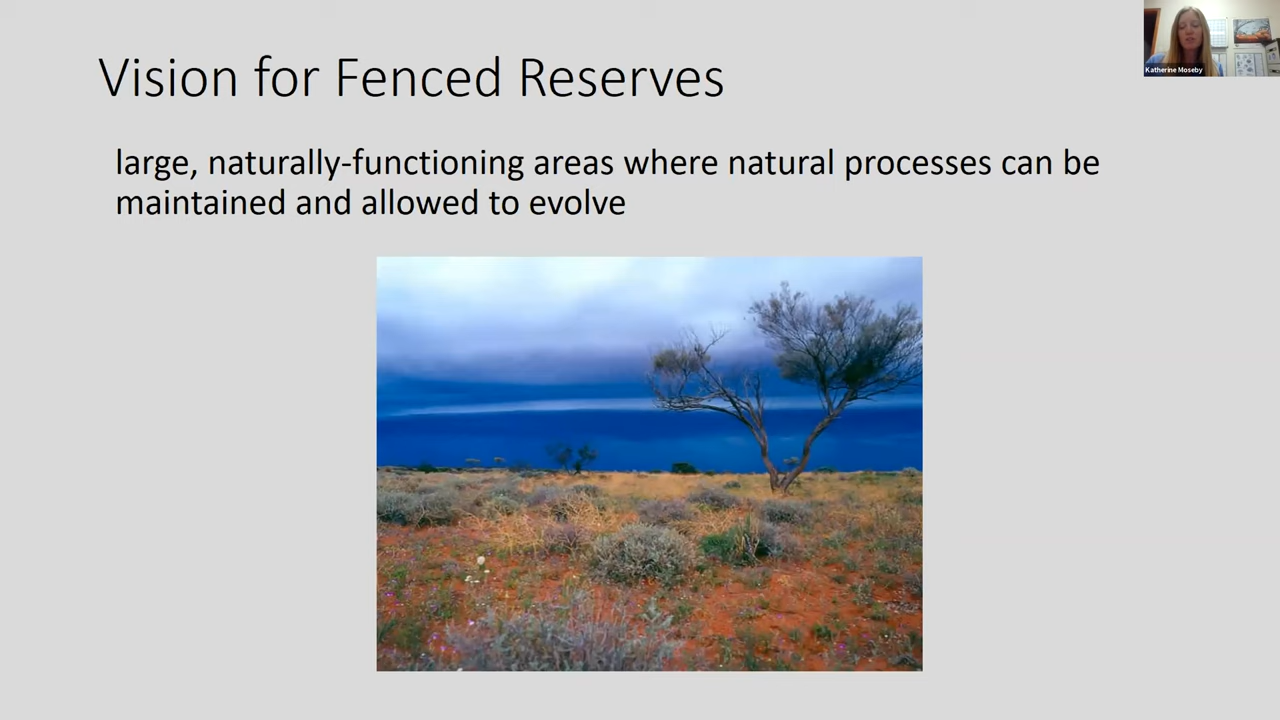 Vision for Fenced Reserves
large, naturally-functioning areas where natural processes can be
maintained and allowed to evolve
Katherine Moseby